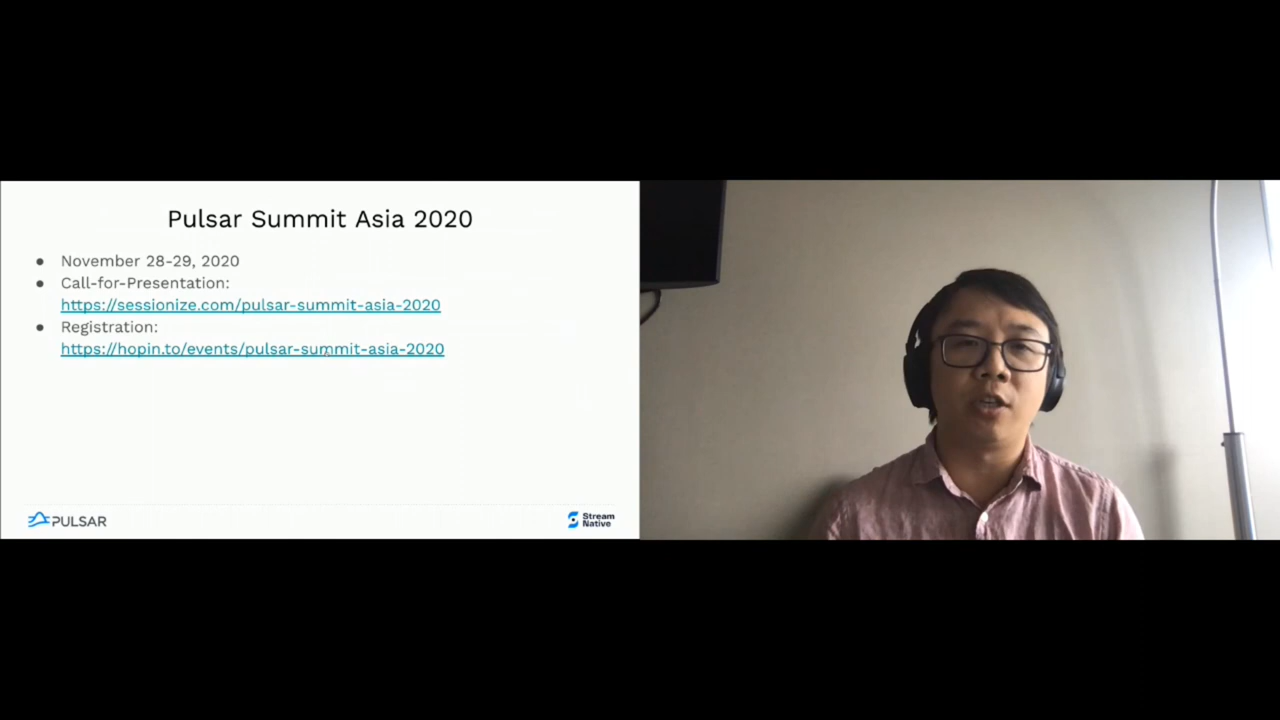 Pulsar Summit Asia 2020
● November 28-29, 2020
● Call-for-Presentation:
https://sessionize.com/pulsar-summit-asia-2020
● Registration:
https://hopin.to/events/pulsar-summit-asia-2020
PULSAR
Stream
Native